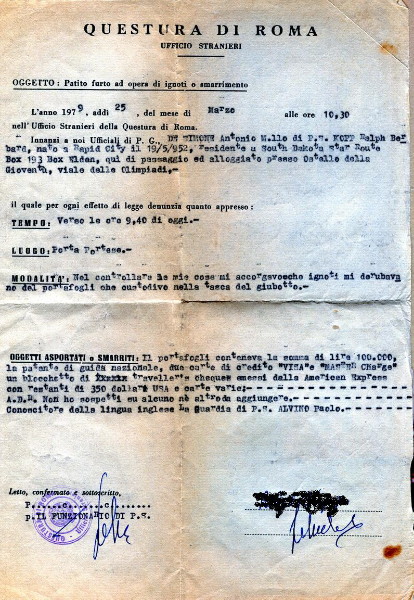 QUESTURA DI ROMA
UFFICIO STRANIERI
OGGETTO: Patito furto ad opera di ignoti o smarrimento
L'anno 1979 addì 25, del mese di Marzo alle ore 10,30
nell'Ufficio Stranieri della Questura di Roma.
Innanzi a noi Ufficiali di P.G., DE SIMONE Antonio M.llo di P.S. KOPP Ralph Ber
bard, nato a Rapid City il 19/5/952, residente u South Dakota Star Route
Box 193 Box Elden, qui di passaggio ed alloggiato presso Ostello della
Gioventù, viale delle Olimpiadi,-
il quale per ogni effetto di legge denunzia quanto appresso:
TEMPO: Verso le ore 9,40 di oggi.-
LUOGO: Porta Portese.-
MODALITA': Nel controllare le mie cose mi accorgevoche ignoti mi derubava
no del portafogli che custodivo nella tasca del giubotto.-
OGGETTI ASPORTATI o SMARRITI: Il portafogli conteneva la somma di lire 100.000,
la patente di guida nazionale, due carte di credito "VISA"e "MASTER CHarge"
un blocchetto di travellers cheques emessi dalla American Express
con restanti di 350 dollari USA e carte varie;-
A.D.R. Non ho sospetti su alcuno nè altro da aggiungere.
Conoscitore della lingua inglese La Guardia di P.S. ALVINO Paolo.-
Letto, confermato e sottoscritto,
P.......c......
p.IL FUNZIONARIO DI P.S.